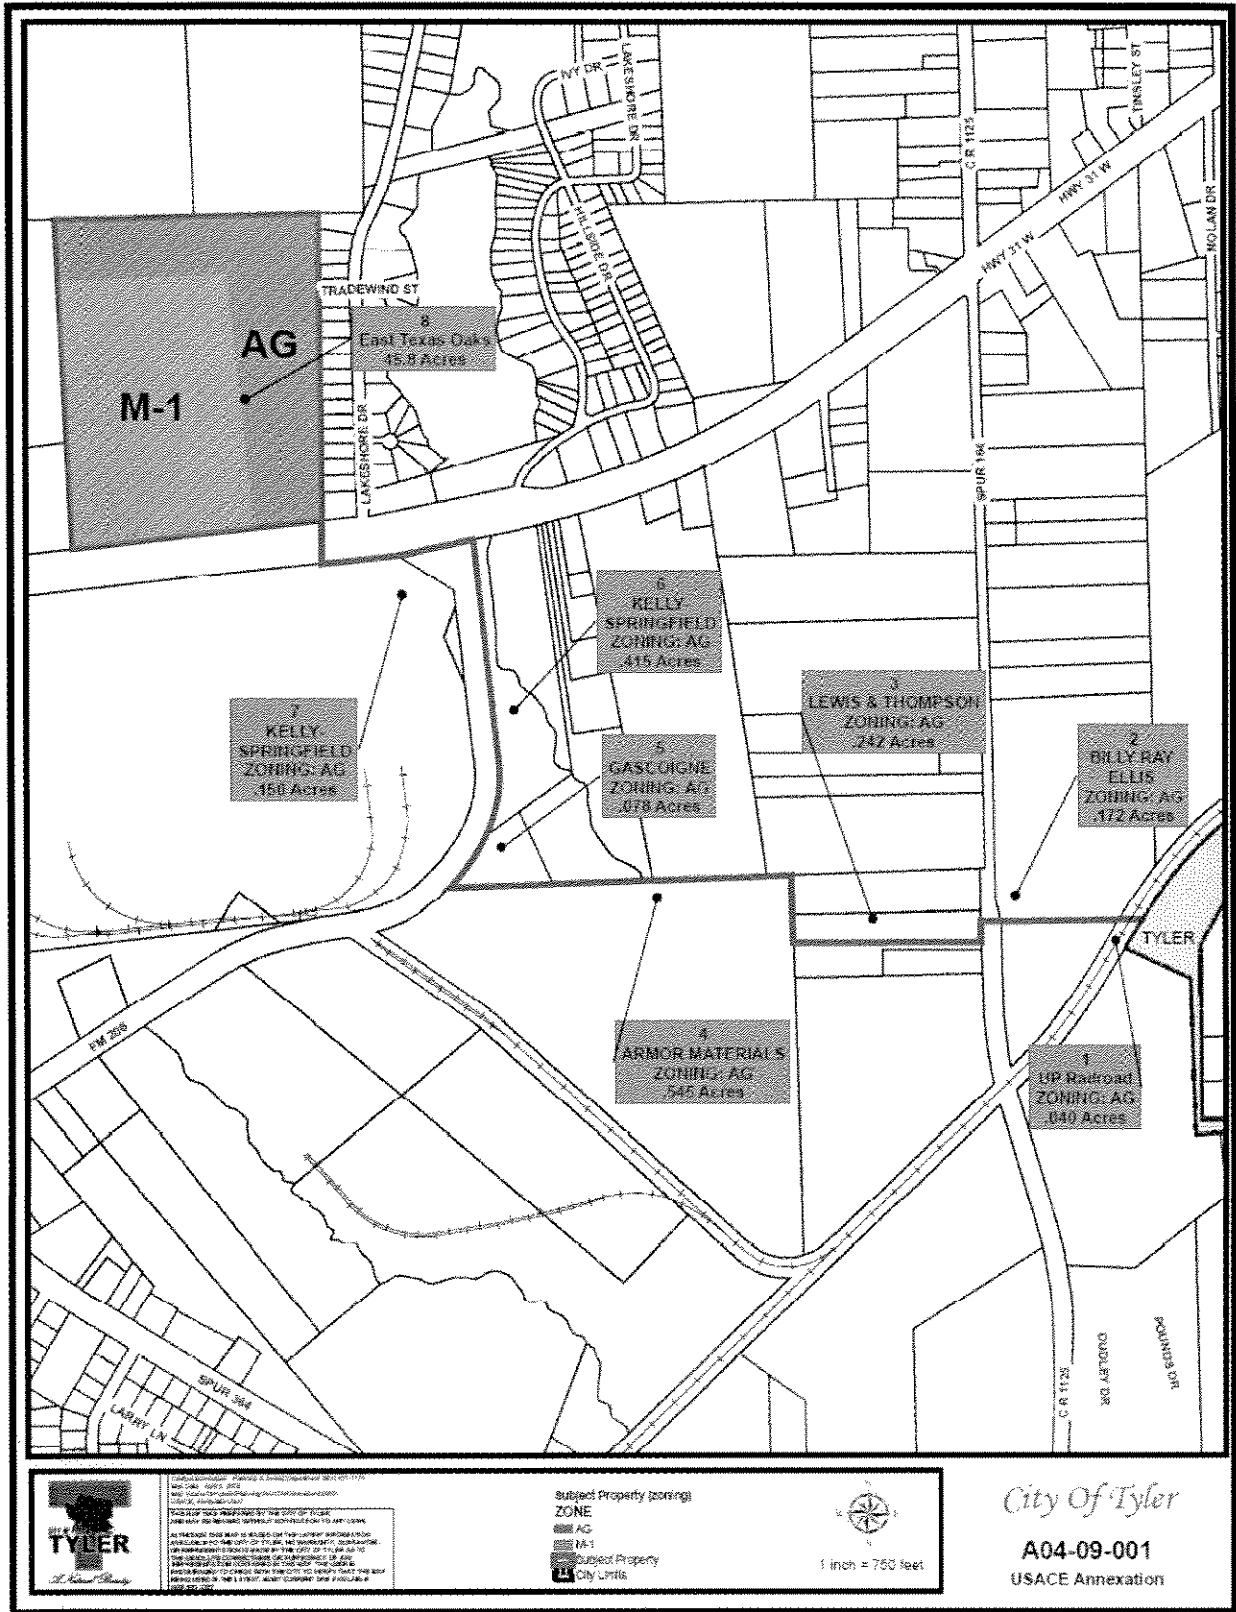 IVY DR
LAKESHORE DR
TINSLEY ST
C R 1125
HWY 31 W
NOLAN DR
HILLSIDE DR
HWY 31 W
TRADEWIND ST
8
East Texas Oaks
45.8 Acres
AG
M-1
LAKESHORE DR
SPUR 164
6
KELLY-
SPRINGFIELD
ZONING: AG
.415 Acres
3
LEWIS & THOMPSON
ZONING: AG
.242 Acres
7
KELLY-
SPRINGFIELD
ZONING: AG
.150 Acres
5
GASCOIGNE
ZONING: AG
.078 Acres
2
BILLY RAY
ELLIS
ZONING: AG
.172 Acres
TYLER
FM 206
4
ARMOR MATERIALS
ZONING: AG
.545 Acres
1
UP Railroad
ZONING: AG
.040 Acres
SPUR 364
LARRY LN
C R 1125
DUDLEY DR
POUNDS DR
TYLER
A Natural Beauty
Subject Property (zoning)
ZONE
AG
M-1
Subject Property
City Limits
1 inch = 750 feet
City Of Tyler
A04-09-001
USACE Annexation